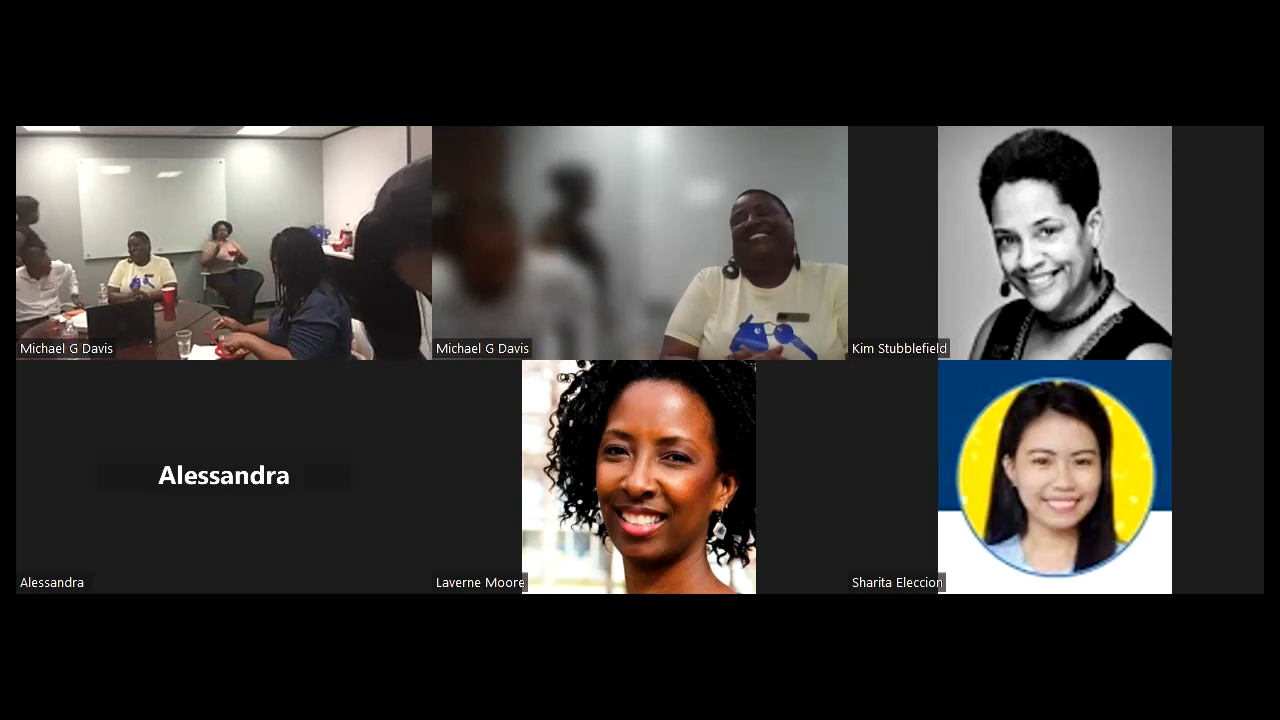 Michael G Davis
Michael G Davis
Kim Stubblefield
Alessandra
Alessandra
Laverne Moore
Sharita Eleccion